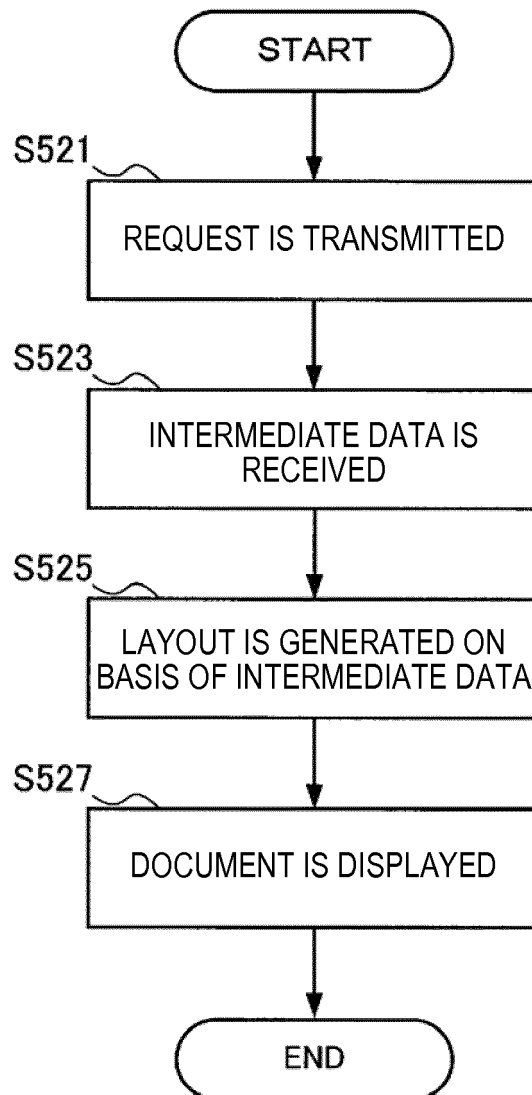 START
S521
REQUEST IS TRANSMITTED
S523
INTERMEDIATE DATA IS
RECEIVED
S525
LAYOUT IS GENERATED ON
BASIS OF INTERMEDIATE DATA
S527
DOCUMENT IS DISPLAYED
END